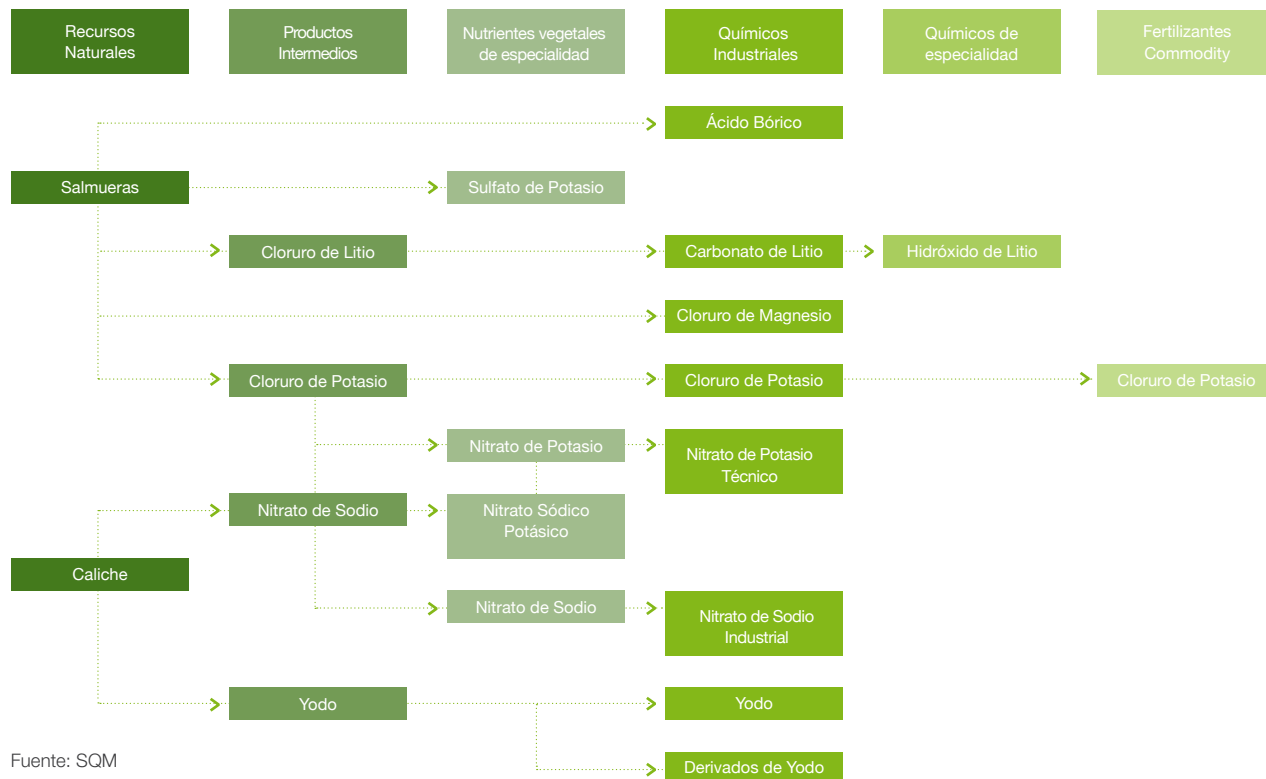 Recursos
Naturales
Productos
Intermedios
Nutrientes vegetales
de especialidad
Químicos
Industriales
Químicos de
especialidad
Fertilizantes
Commodity
Ácido Bórico
Salmueras
Sulfato de Potasio
Cloruro de Litio
Carbonato de Litio
Hidróxido de Litio
Cloruro de Magnesio
Cloruro de Potasio
Cloruro de Potasio
Cloruro de Potasio
Nitrato de Potasio
Nitrato de Potasio
Técnico
Nitrato de Sodio
Nitrato Sódico
Potásico
Caliche
Nitrato de Sodio
Nitrato de Sodio
Industrial
Yodo
Yodo
Derivados de Yodo
Fuente: SQM